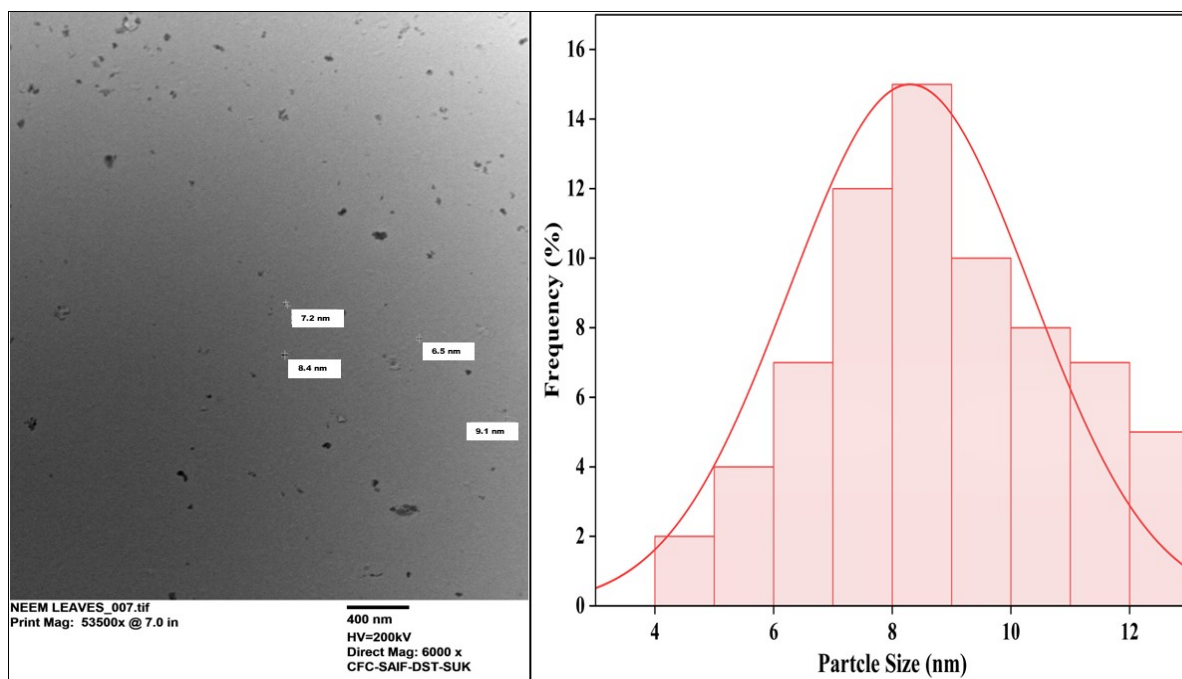 7.2 nm
6.5 nm
8.4 nm
9.1 nm
NEEM LEAVES_007.tif
Print Mag: 53500x @ 7.0 in
400 nm
HV=200kV
Direct Mag: 6000 x
CFC-SAIF-DST-SUK
Frequency (%)
16
14
12
10
8
6
4
2
0
4 6 8 10 12
Partcle Size (nm)